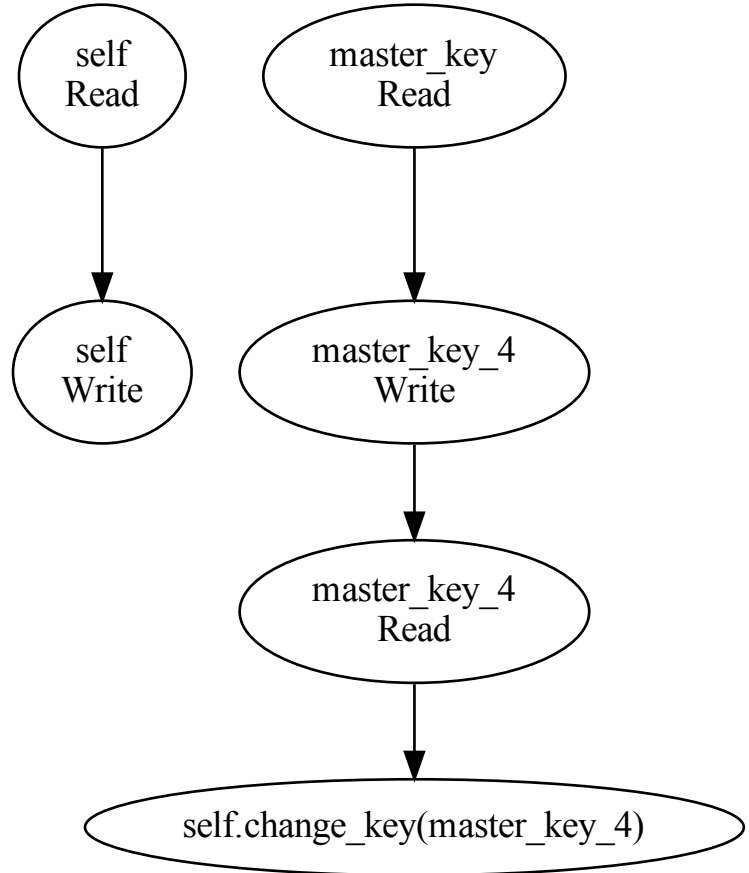 self
Read
master_key
Read
self
Write
master_key_4
Write
master_key_4
Read
self.change_key(master_key_4)